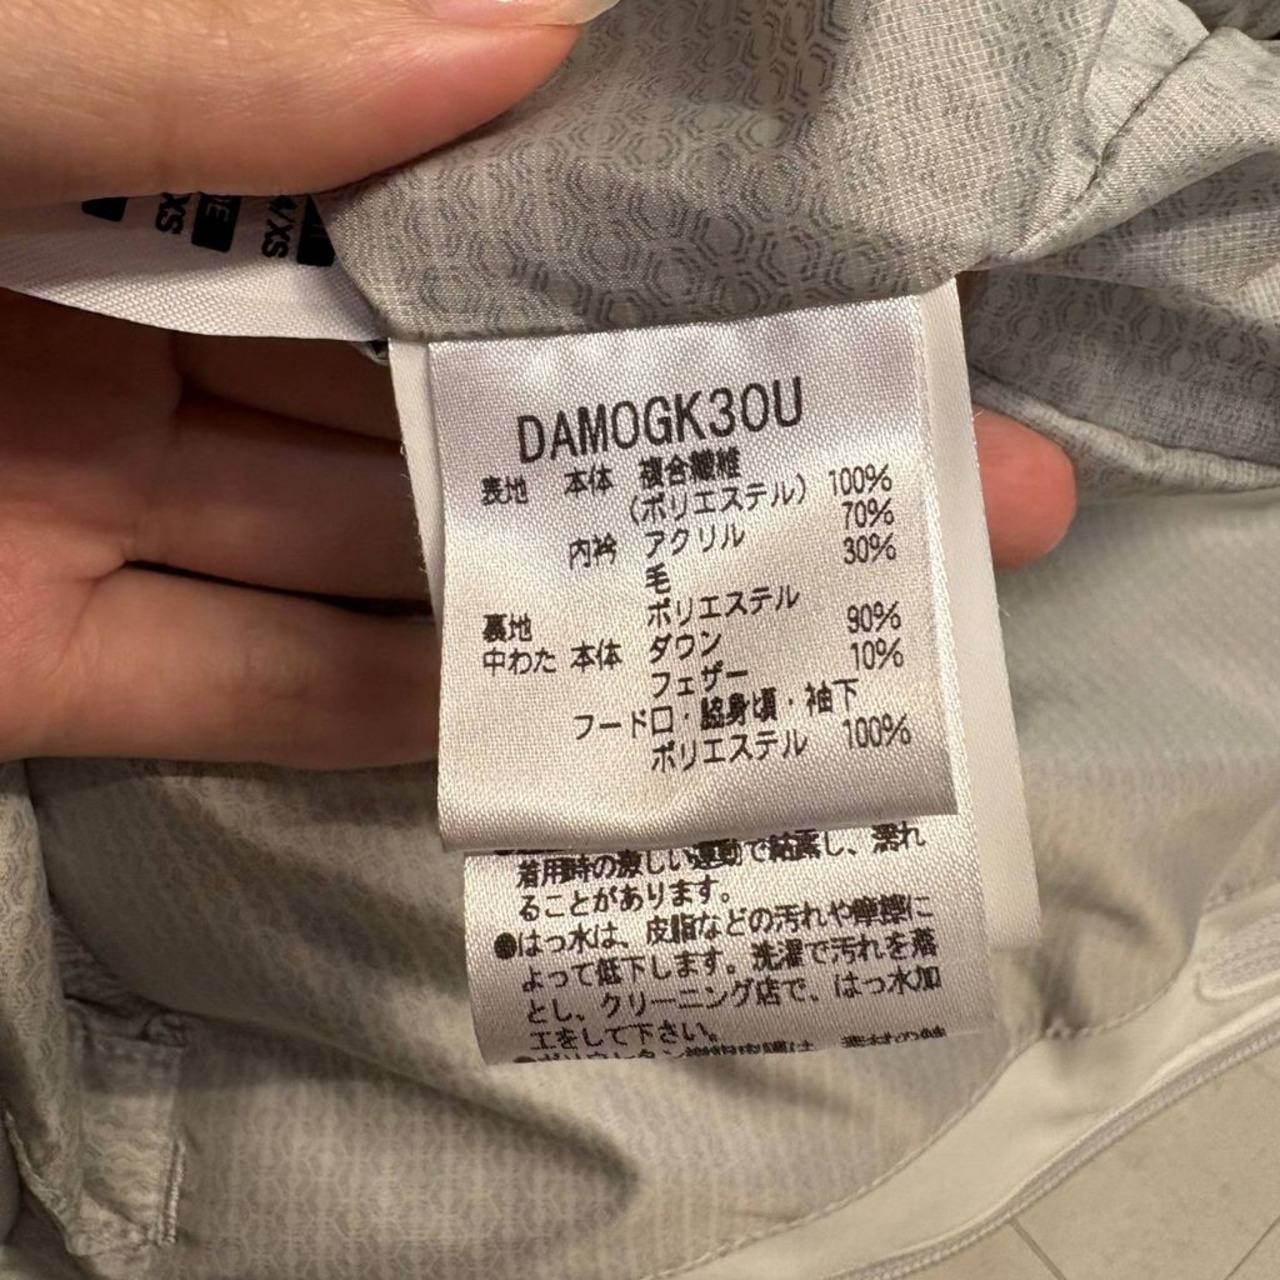 XS
4/XS
DAMOGK30U
表地 本体 複合繊維
(ポリエステル) 100%
内衿 アクリル 70%
毛 30%
裏地 ポリエステル
中わた 本体 ダウン 90%
フェザー 10%
フード口・脇身頃・袖下
ポリエステル 100%
着用時の激しい運動で結露し、濡れ
ることがあります。
●はっ水は、皮脂などの汚れや摩擦に
よって低下します。洗濯で汚れを落
とし、クリーニング店で、はっ水加
工をして下さい。